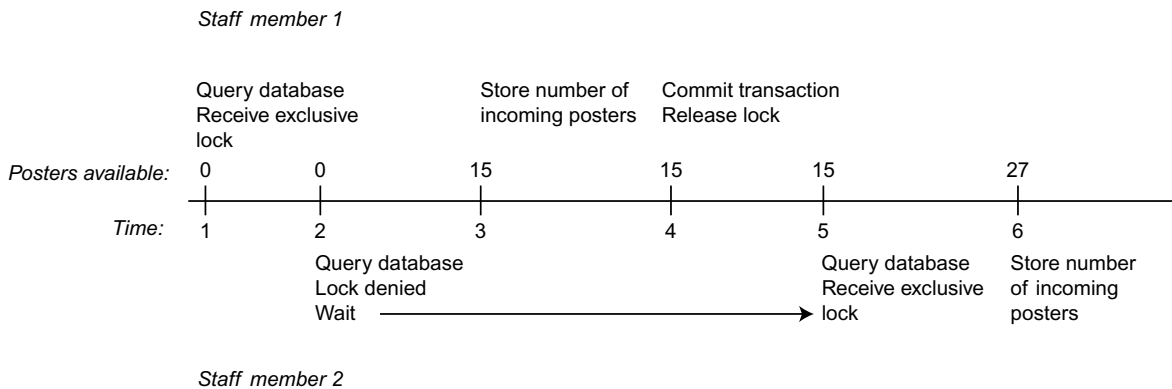 Staff member 1
Query database
Receive exclusive
lock
Store number of
incoming posters
Commit transaction
Release lock
Posters available: 0 0 15 15 15 27
Time: 1 2 3 4 5 6
Query database
Lock denied
Wait
Query database
Receive exclusive
lock
Store number
of incoming
posters
Staff member 2